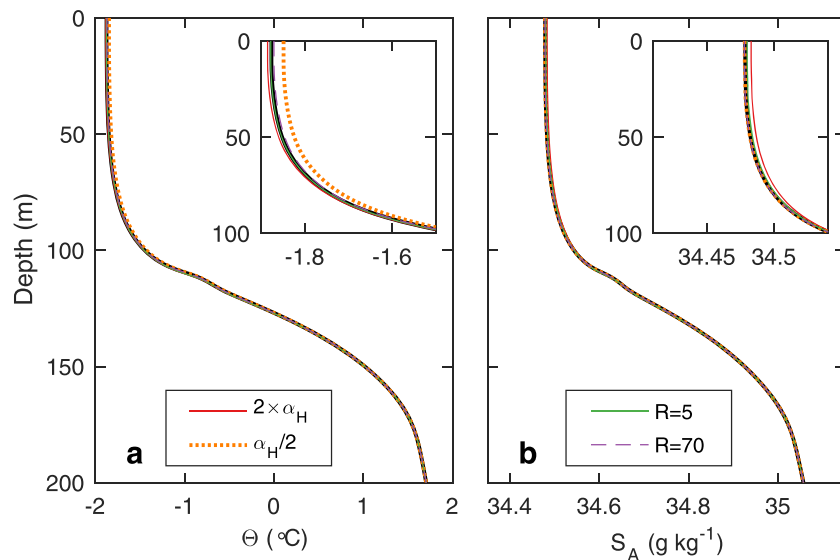 0
50
100
150
200
Depth (m)
-2
-1
0
1
2
Θ (°C)
0
50
100
-1.8
-1.6
2×α_H
α_H/2
a
34.4
34.6
34.8
35
S_A (g kg⁻¹)
0
50
100
34.45
34.5
R=5
R=70
b